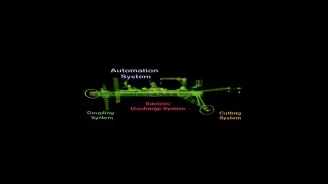 Automation
System
Suction/
Discharge System
Coupling
System
Cutting
System